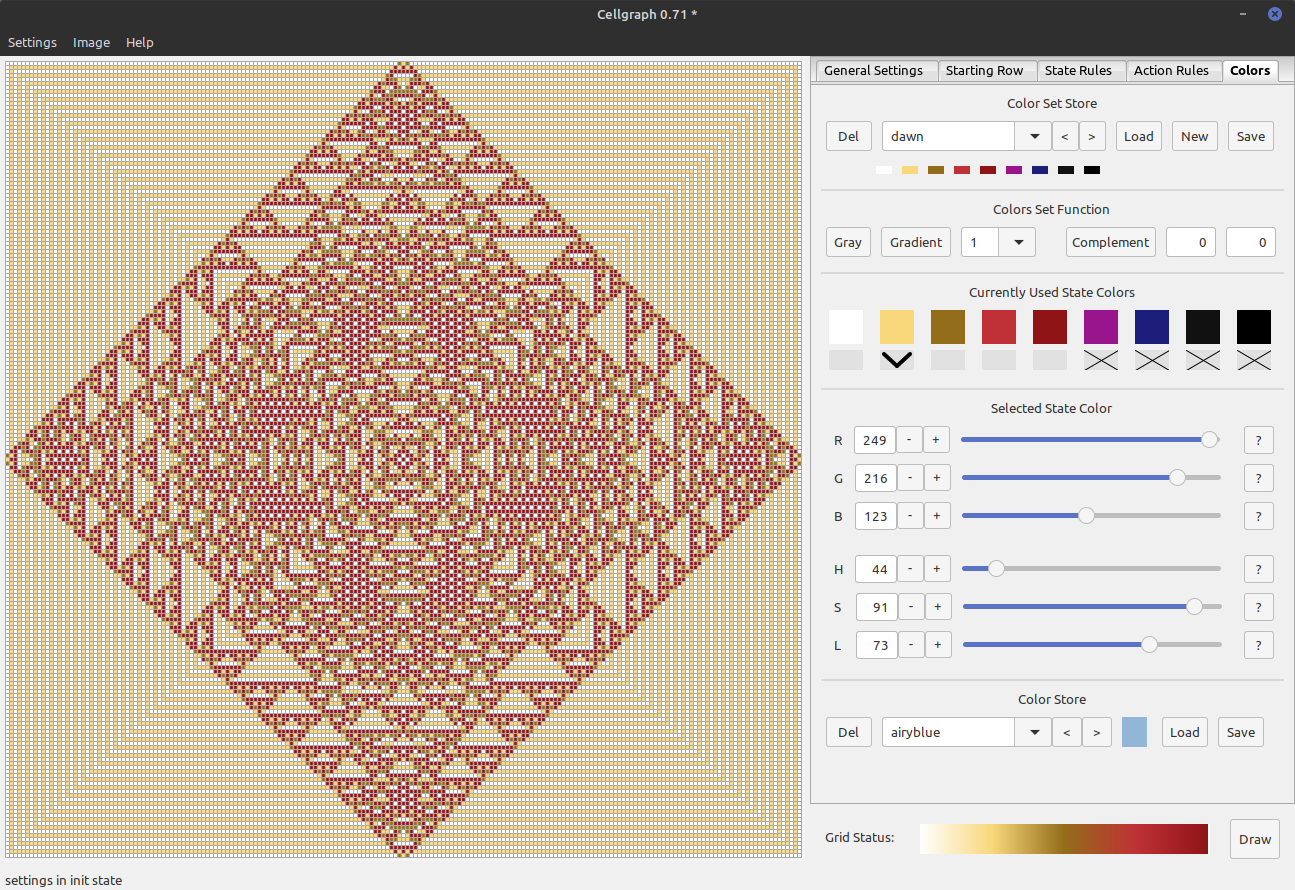 Cellgraph 0.71 *
Settings Image Help
General Settings Starting Row State Rules Action Rules Colors
Color Set Store
Del dawn < > Load New Save
Colors Set Function
Gray Gradient 1 Complement 0 0
Currently Used State Colors
Selected State Color
R 249 - + ?
G 216 - + ?
B 123 - + ?
H 44 - + ?
S 91 - + ?
L 73 - + ?
Color Store
Del airyblue < > Load Save
Grid Status: Draw
settings in init state